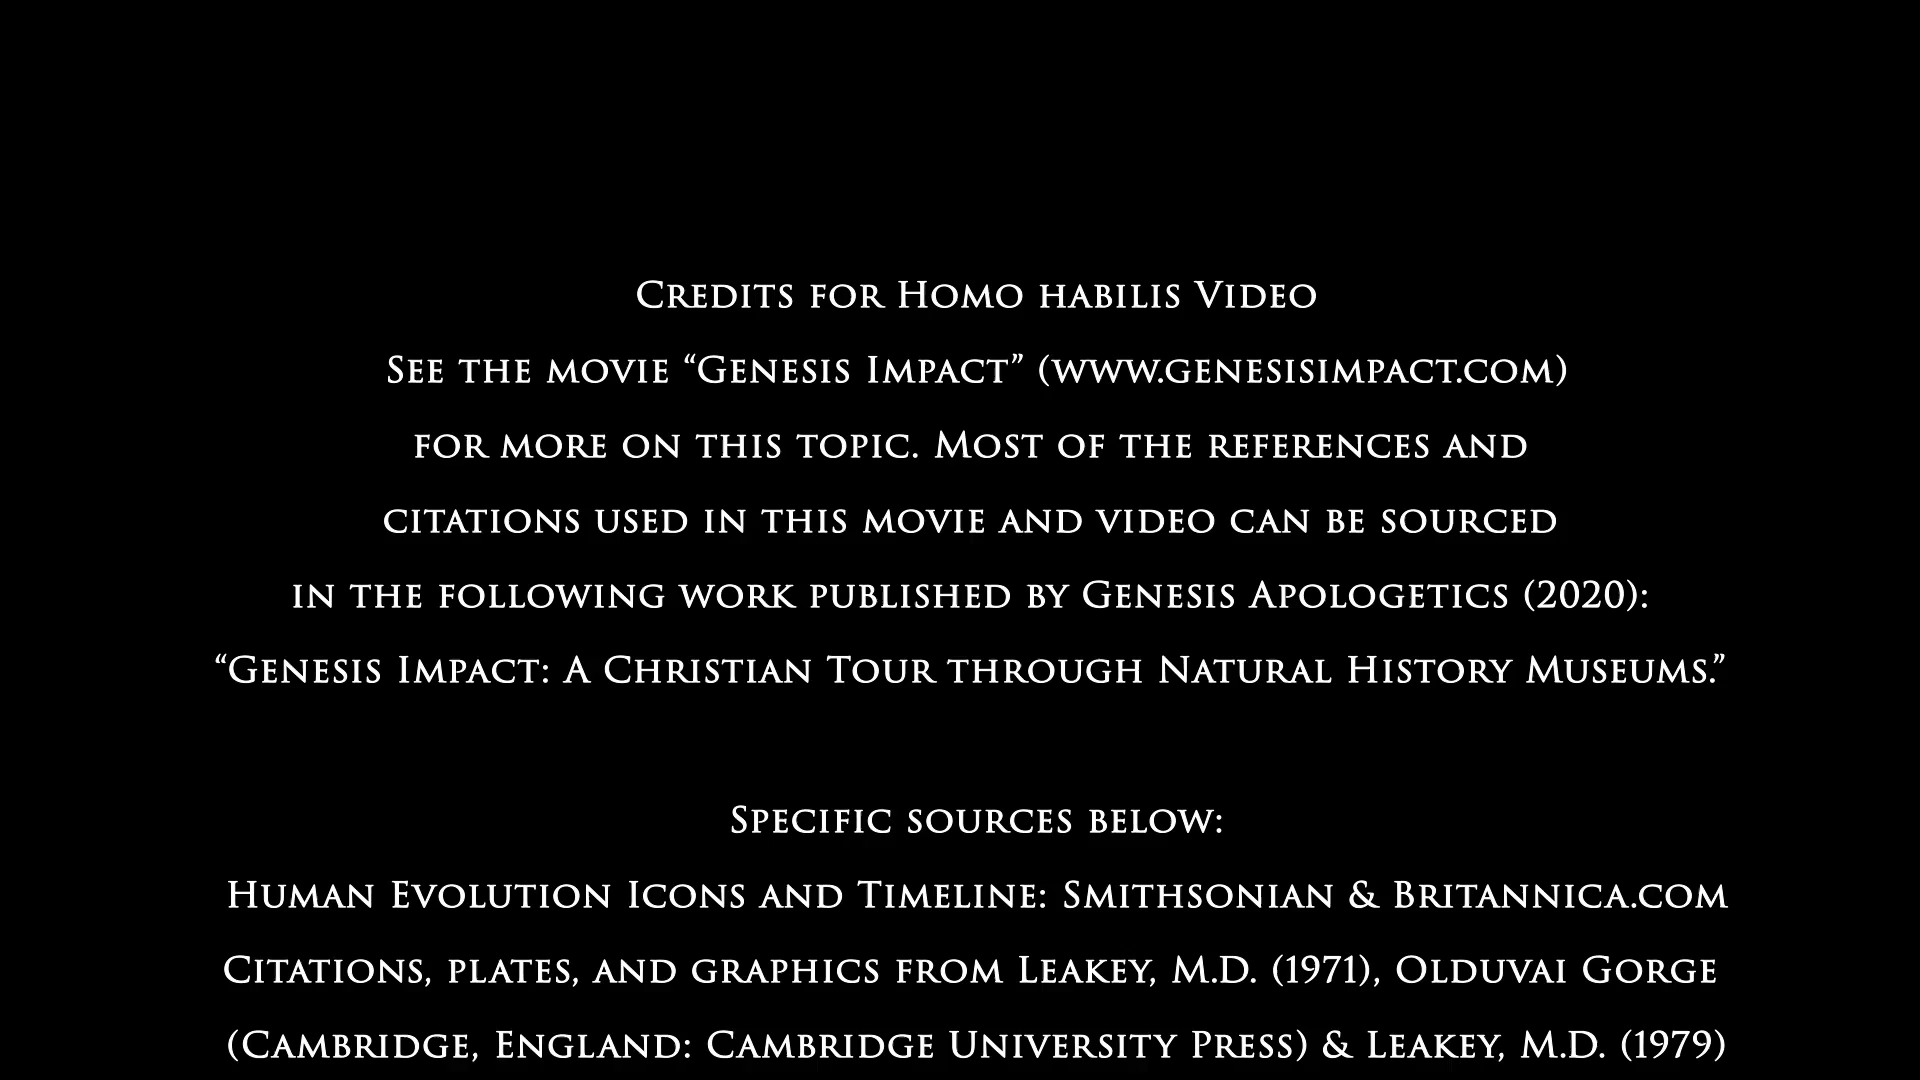 Credits for Homo habilis Video
See the movie “Genesis Impact” (www.genesisimpact.com)
for more on this topic. Most of the references and
citations used in this movie and video can be sourced
in the following work published by Genesis Apologetics (2020):
“Genesis Impact: A Christian Tour through Natural History Museums.”
Specific sources below:
Human Evolution Icons and Timeline: Smithsonian & Britannica.com
Citations, plates, and graphics from Leakey, M.D. (1971), Olduvai Gorge
(Cambridge, England: Cambridge University Press) & Leakey, M.D. (1979)